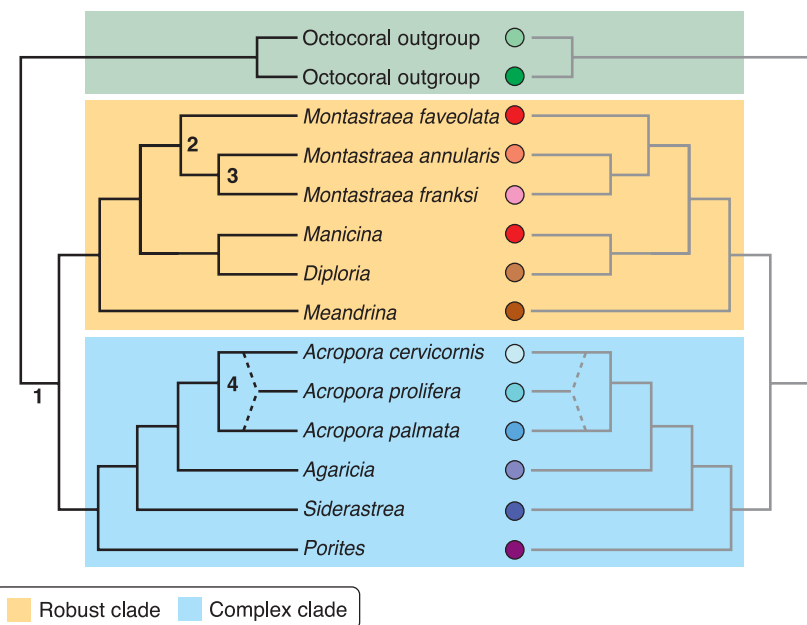 Octocoral outgroup
Octocoral outgroup
Montastraea faveolata
2
Montastraea annularis
3
Montastraea franksi
Manicina
Diploria
Meandrina
Acropora cervicornis
4
Acropora prolifera
1
Acropora palmata
Agaricia
Siderastrea
Porites
Robust clade
Complex clade